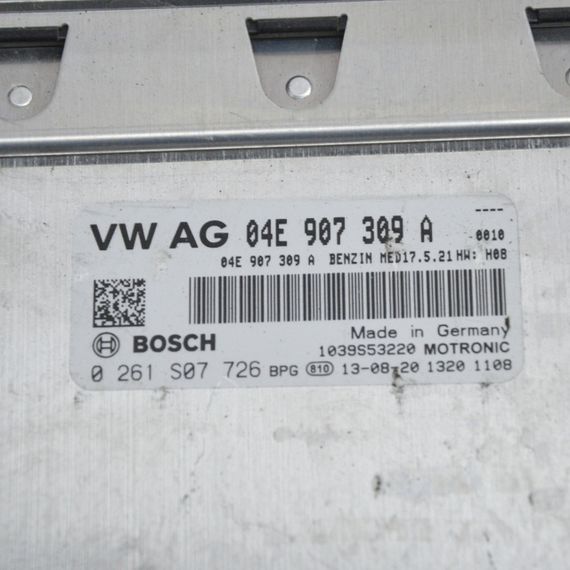 ----
VW AG 04E 907 309 A 0010
04E 907 309 A BENZIN MED17.5.21 HW: H08
Made in Germany
BOSCH 1039S53220 MOTRONIC
0 261 S07 726 BPG 810 13-08-20 1320 1108